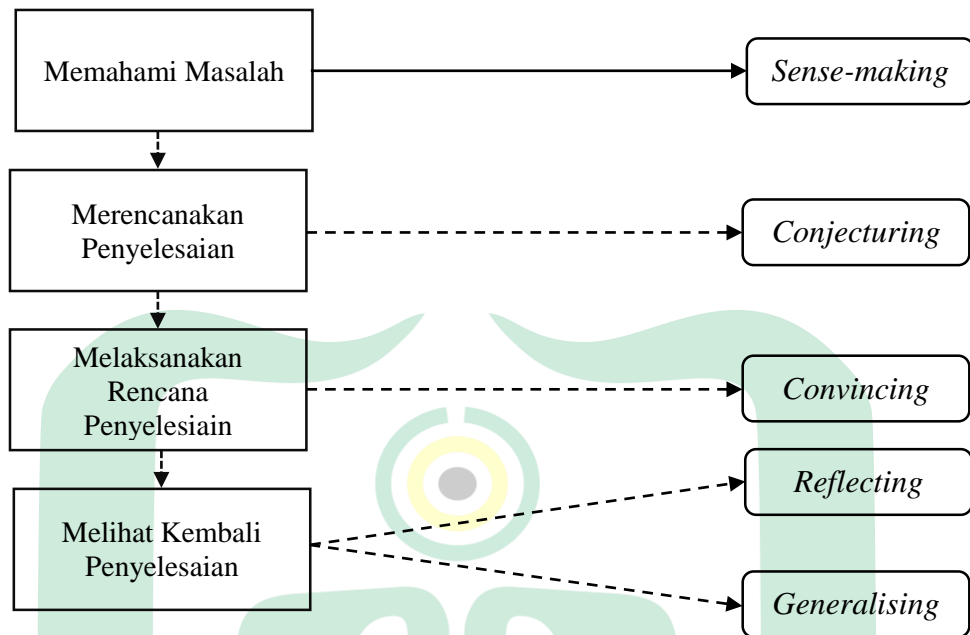 Memahami Masalah
Sense-making
Merencanakan
Penyelesaian
Conjecturing
Melaksanakan
Rencana
Penyelesiain
Convincing
Melihat Kembali
Penyelesaian
Reflecting
Generalising